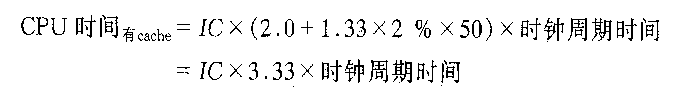 CPU 时间有cache = IC×(2.0+1.33×2 %×50)×时钟周期时间
= IC×3.33×时钟周期时间